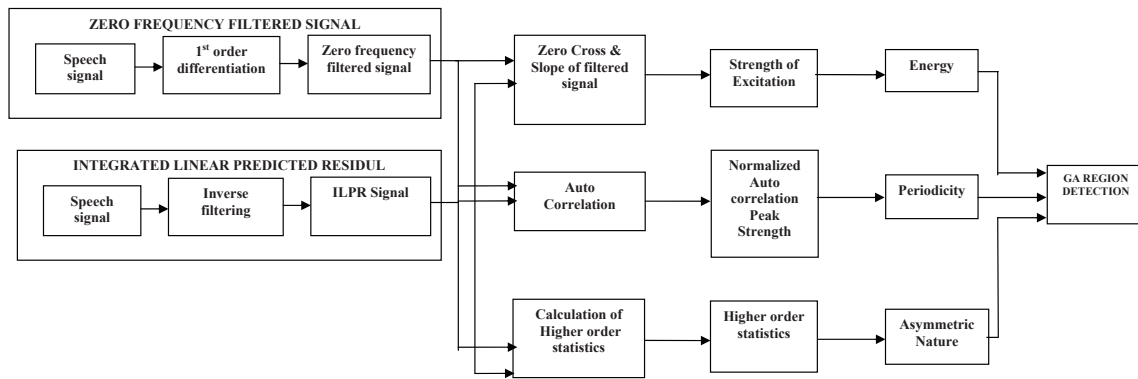 ZERO FREQUENCY FILTERED SIGNAL
Speech
signal
1st order
differentiation
Zero frequency
filtered signal
Zero Cross &
Slope of filtered
signal
Strength of
Excitation
Energy
INTEGRATED LINEAR PREDICTED RESIDUL
Speech
signal
Inverse
filtering
ILPR Signal
Auto
Correlation
Normalized
Auto
correlation
Peak
Strength
Periodicity
GA REGION
DETECTION
Calculation of
Higher order
statistics
Higher order
statistics
Asymmetric
Nature